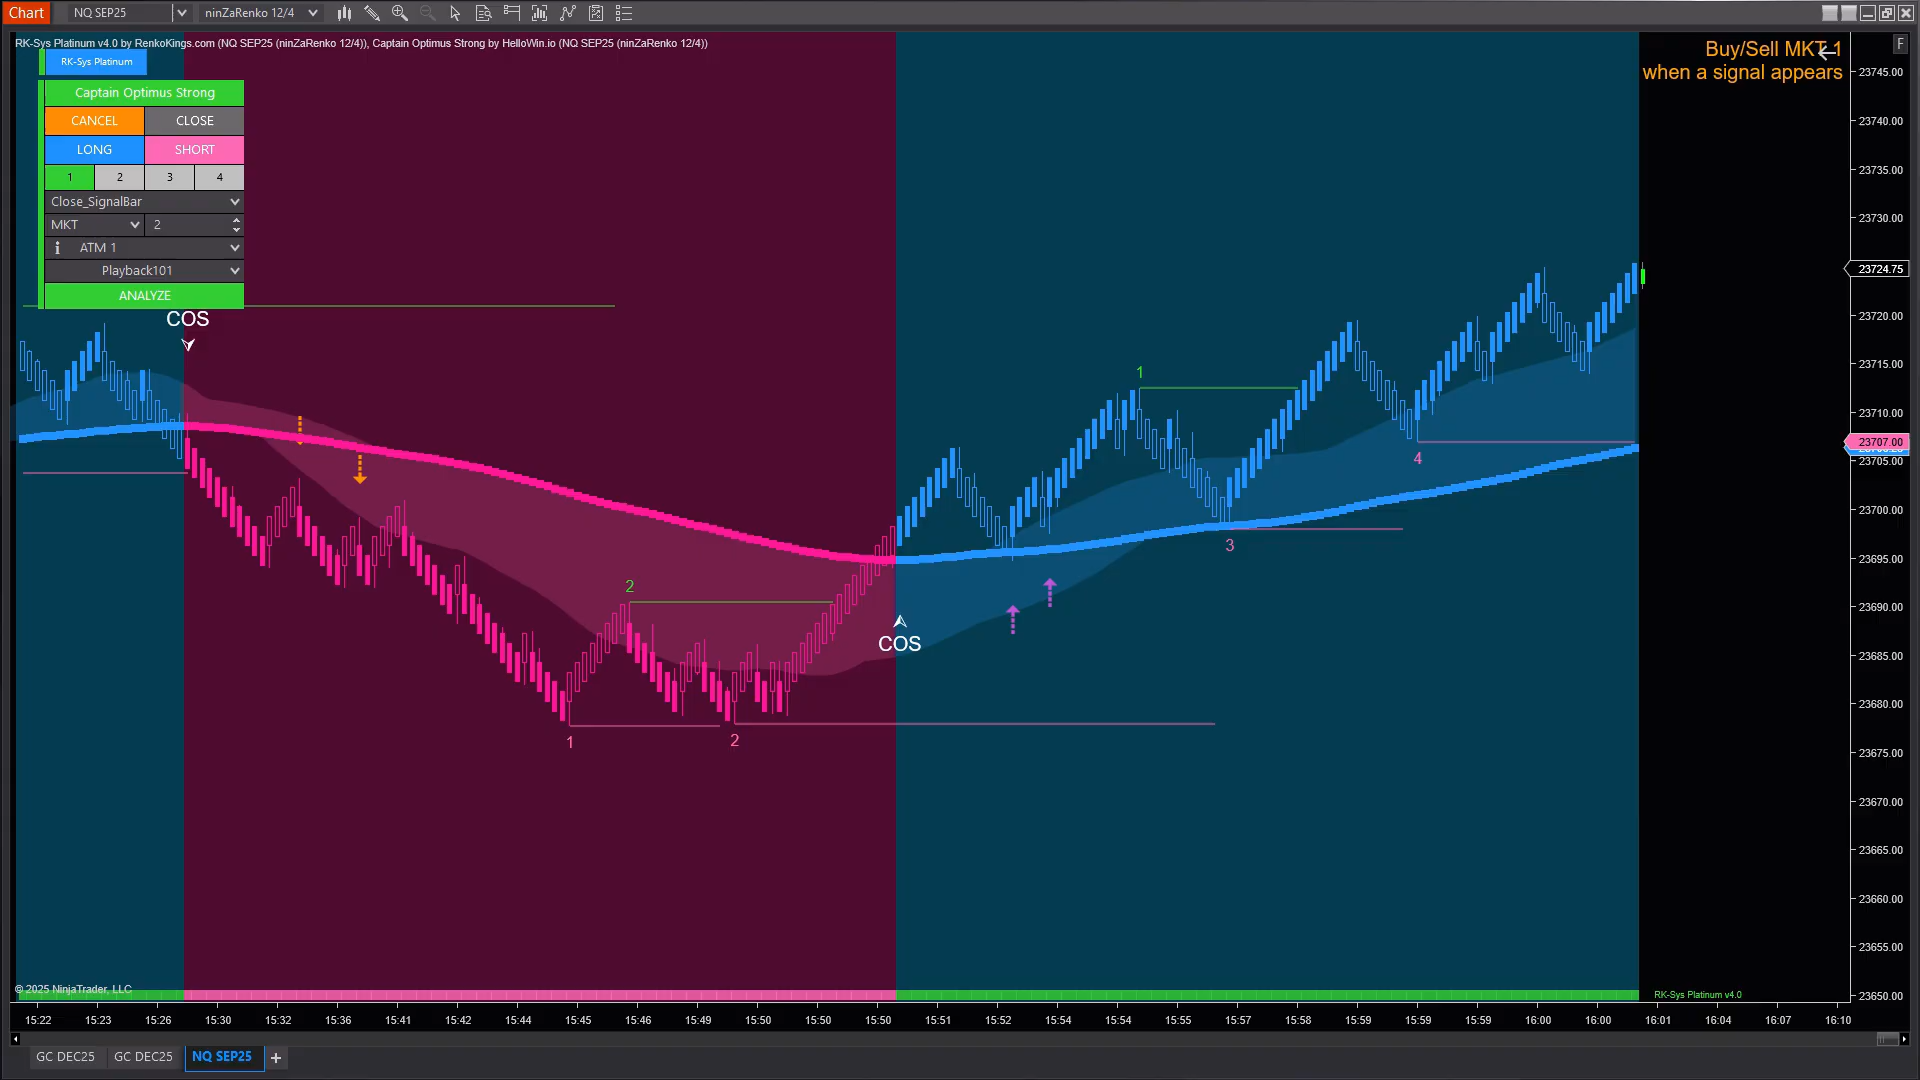 Chart NQ SEP25 ninZaRenko 12/4
RK-Sys Platinum v4.0 by RenkoKings.com (NQ SEP25 (ninZaRenko 12/4)), Captain Optimus Strong by HelloWin.io (NQ SEP25 (ninZaRenko 12/4))
F
Buy/Sell MKT 1
when a signal appears
RK-Sys Platinum
Captain Optimus Strong
CANCEL CLOSE
LONG SHORT
1 2 3 4
Close_SignalBar
MKT 2
ATM 1
Playback101
ANALYZE
COS
1
2
COS
1
2
3
4
23745.00
23740.00
23735.00
23730.00
23724.75
23720.00
23715.00
23710.00
23707.00
23705.00
23700.00
23695.00
23690.00
23685.00
23680.00
23675.00
23670.00
23665.00
23660.00
23655.00
23650.00
© 2025 NinjaTrader, LLC
RK-Sys Platinum v4.0
15:22 15:23 15:26 15:30 15:32 15:36 15:41 15:42 15:44 15:45 15:46 15:49 15:50 15:50 15:50 15:51 15:52 15:54 15:54 15:55 15:57 15:58 15:59 15:59 15:59 16:00 16:00 16:01 16:04 16:07 16:10
GC DEC25 GC DEC25 NQ SEP25 +